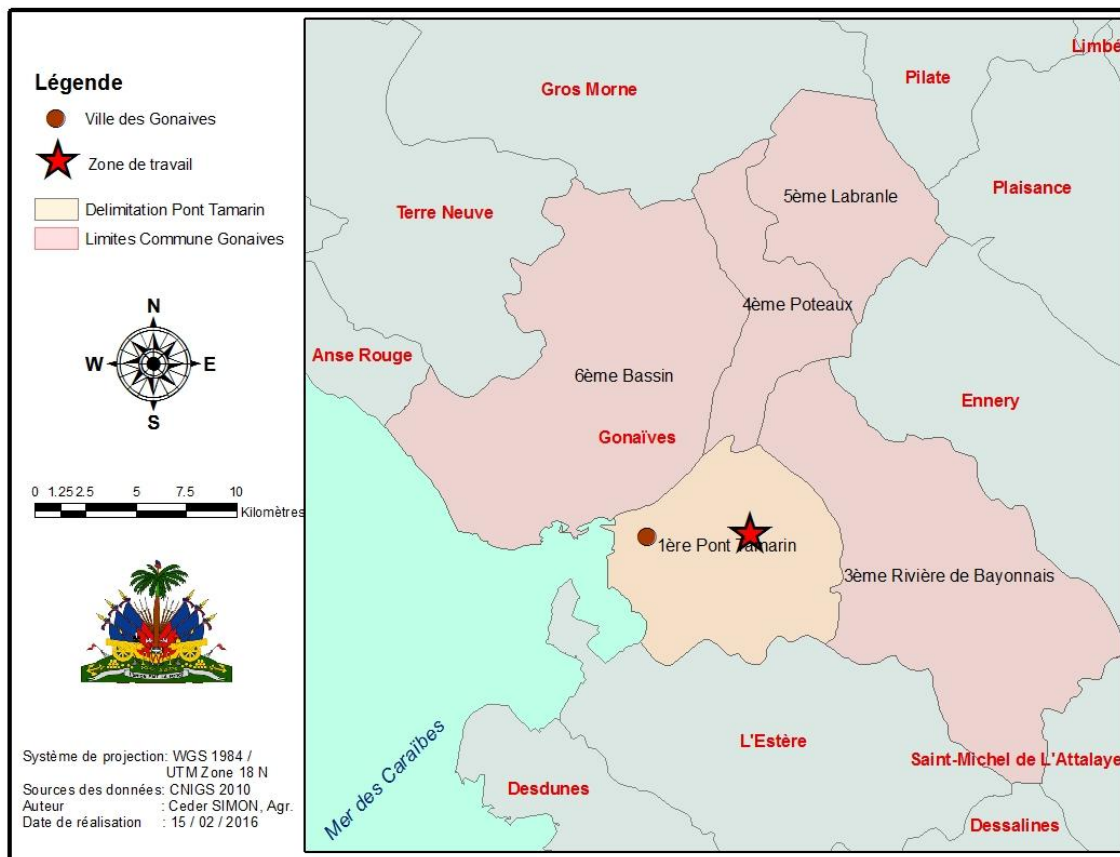 Légende
Ville des Gonaives
Zone de travail
Delimitation Pont Tamarin
Limites Commune Gonaives
N
W E
S
0 1.25 2.5 5 7.5 10
Kilomètres
Système de projection: WGS 1984 /
UTM Zone 18 N
Sources des données: CNIGS 2010
Auteur : Ceder SIMON, Agr.
Date de réalisation : 15 / 02 / 2016
Limbé
Pilate
Gros Morne
Plaisance
5ème Labranle
Terre Neuve
4ème Poteaux
Anse Rouge
6ème Bassin
Ennery
Gonaïves
1ère Pont Tamarin
3ème Rivière de Bayonnais
L'Estère
Saint-Michel de L'Attalaye
Mer des Caraïbes
Desdunes
Dessalines